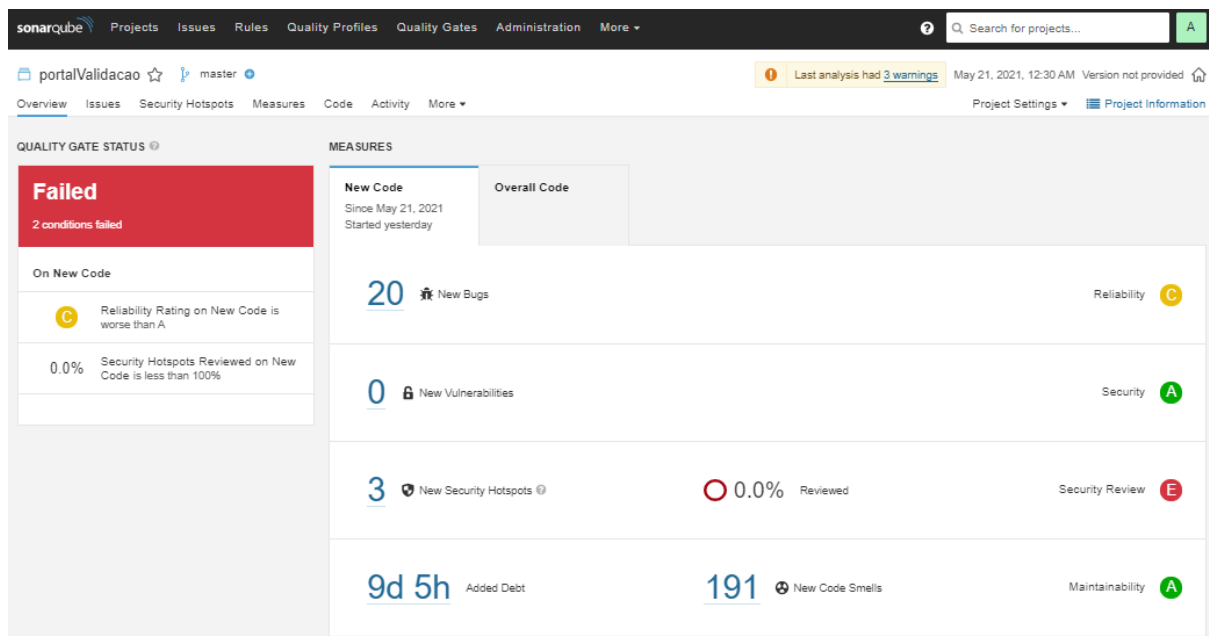 sonarqube Projects Issues Rules Quality Profiles Quality Gates Administration More Search for projects... A
portalValidacao master Last analysis had 3 warnings May 21, 2021, 12:30 AM Version not provided
Overview Issues Security Hotspots Measures Code Activity More Project Settings Project Information
QUALITY GATE STATUS
Failed
2 conditions failed
On New Code
C Reliability Rating on New Code is
worse than A
0.0% Security Hotspots Reviewed on New
Code is less than 100%
MEASURES
New Code
Since May 21, 2021
Started yesterday
Overall Code
20 New Bugs Reliability C
0 New Vulnerabilities Security A
3 New Security Hotspots 0.0% Reviewed Security Review E
9d 5h Added Debt 191 New Code Smells Maintainability A